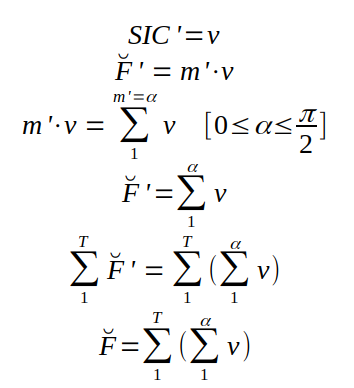 SIC '=v
F̆ ' = m'·v
m'·v = ∑_{1}^{m'=α} v [0≤α≤π/2]
F̆ '=∑_{1}^{α} v
∑_{1}^{T} F̆ ' = ∑_{1}^{T} (∑_{1}^{α} v)
F̆=∑_{1}^{T} (∑_{1}^{α} v)